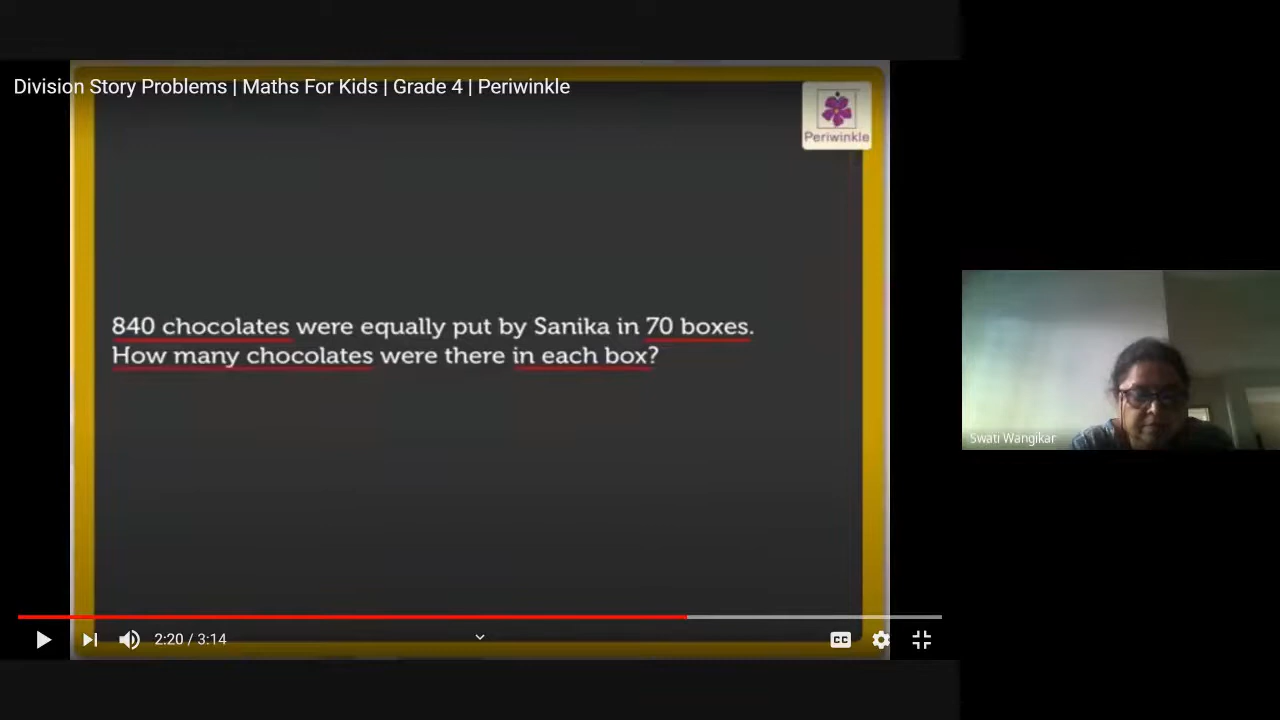 Division Story Problems | Maths For Kids | Grade 4 | Periwinkle
Periwinkle
840 chocolates were equally put by Sanika in 70 boxes.
How many chocolates were there in each box?
Swati Wangikar
2:20 / 3:14
CC